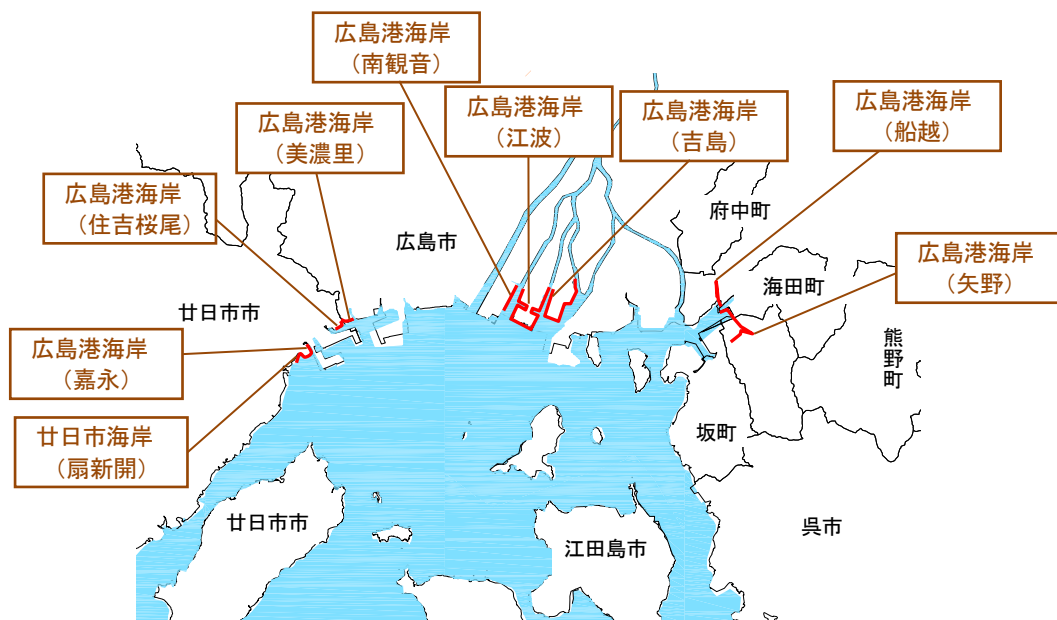 広島港海岸
（南観音）
広島港海岸
（江波）
広島港海岸
（吉島）
広島港海岸
（船越）
広島港海岸
（美濃里）
広島港海岸
（住吉桜尾）
府中町
広島市
広島港海岸
（矢野）
海田町
廿日市市
広島港海岸
（嘉永）
熊野町
廿日市海岸
（扇新開）
坂町
廿日市市
江田島市
呉市